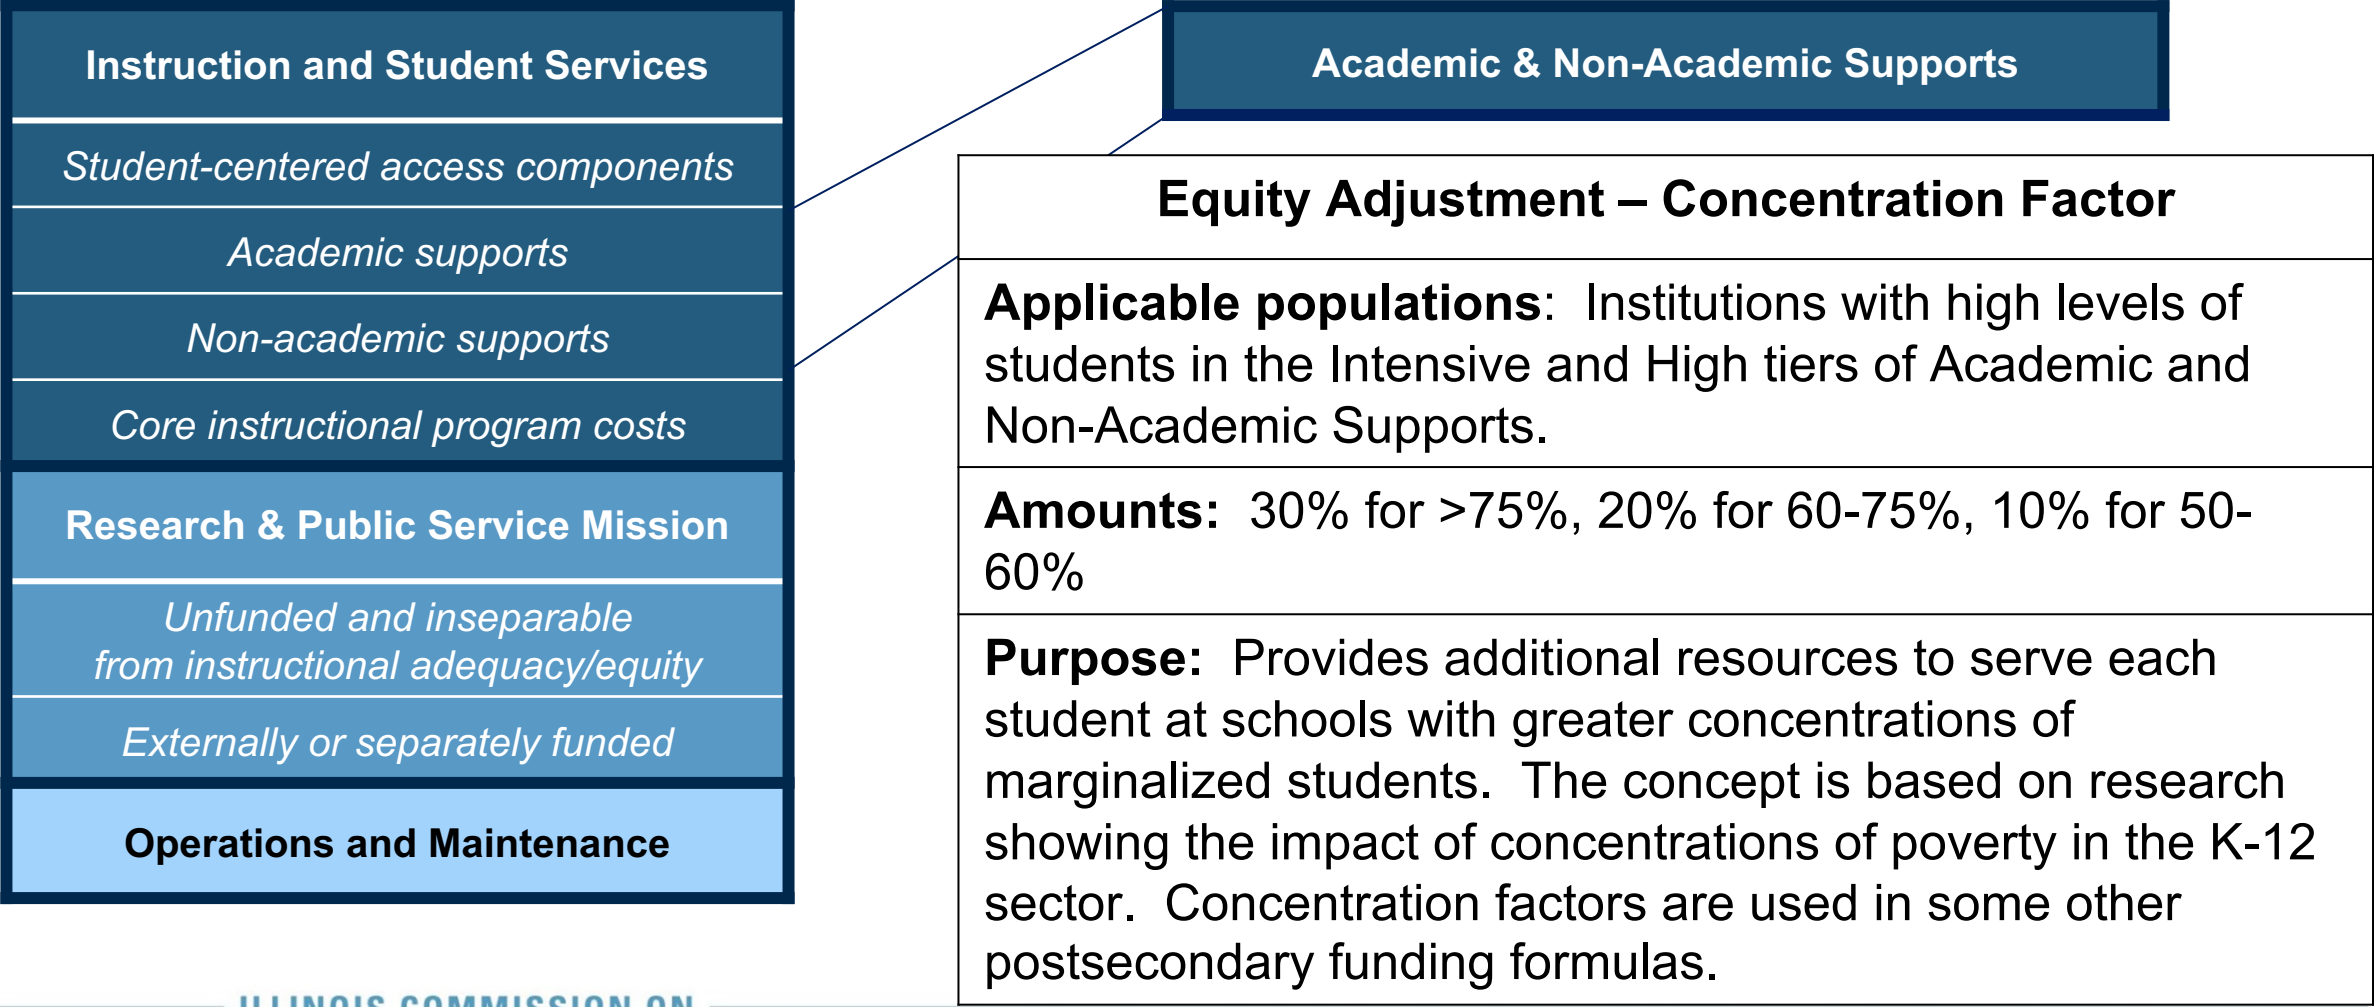 Instruction and Student Services
Student-centered access components
Academic supports
Non-academic supports
Core instructional program costs
Research & Public Service Mission
Unfunded and inseparable
from instructional adequacy/equity
Externally or separately funded
Operations and Maintenance
Academic & Non-Academic Supports
Equity Adjustment – Concentration Factor
Applicable populations:  Institutions with high levels of
students in the Intensive and High tiers of Academic and
Non-Academic Supports.
Amounts:  30% for >75%, 20% for 60-75%, 10% for 50-
60%
Purpose:  Provides additional resources to serve each
student at schools with greater concentrations of
marginalized students.  The concept is based on research
showing the impact of concentrations of poverty in the K-12
sector.  Concentration factors are used in some other
postsecondary funding formulas.
ILLINOIS COMMISSION ON